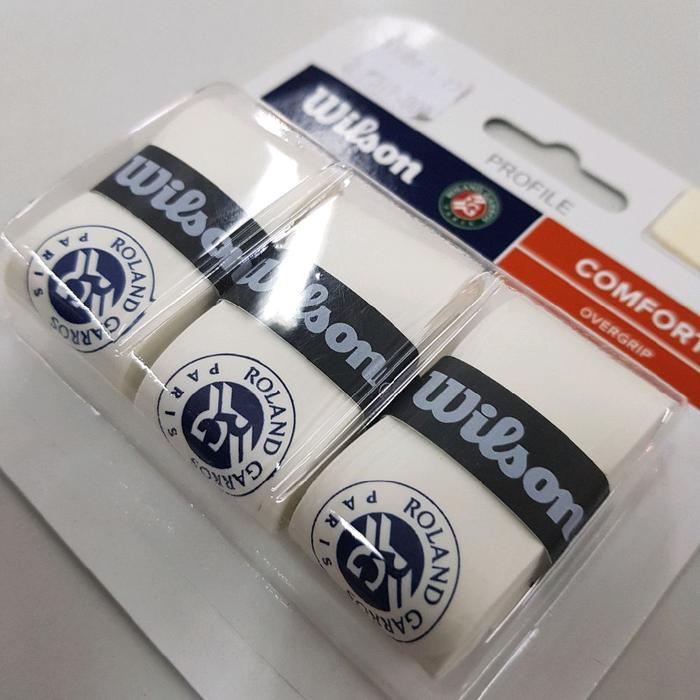 Wilson
PROFILE
COMFORT
OVERGRIP
Wilson
ROLAND
GARROS
PARIS
Wilson
ROLAND
GARROS
PARIS
Wilson
ROLAND
GARROS
PARIS